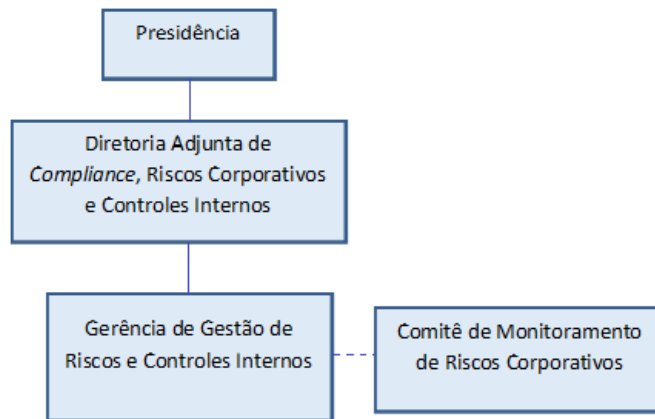 Presidência
Diretoria Adjunta de
Compliance, Riscos Corporativos
e Controles Internos
Gerência de Gestão de
Riscos e Controles Internos
Comitê de Monitoramento
de Riscos Corporativos